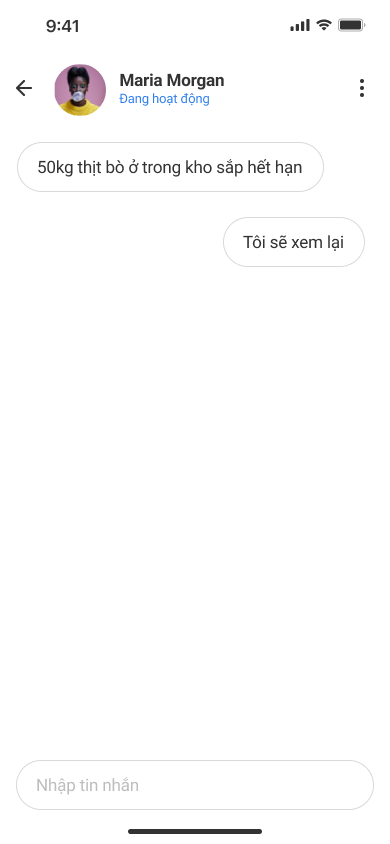 9:41
Maria Morgan
Đang hoạt động
50kg thịt bò ở trong kho sắp hết hạn
Tôi sẽ xem lại
Nhập tin nhắn